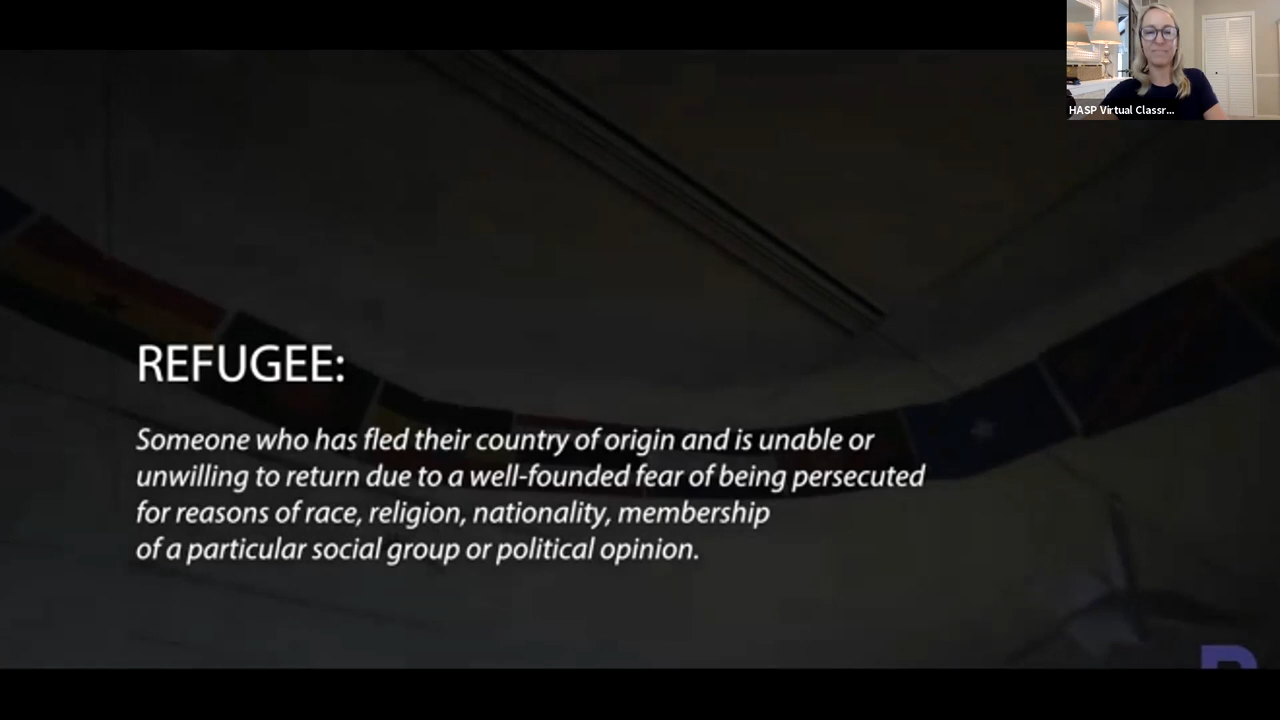 HASP Virtual Classr...
REFUGEE:
Someone who has fled their country of origin and is unable or
unwilling to return due to a well-founded fear of being persecuted
for reasons of race, religion, nationality, membership
of a particular social group or political opinion.